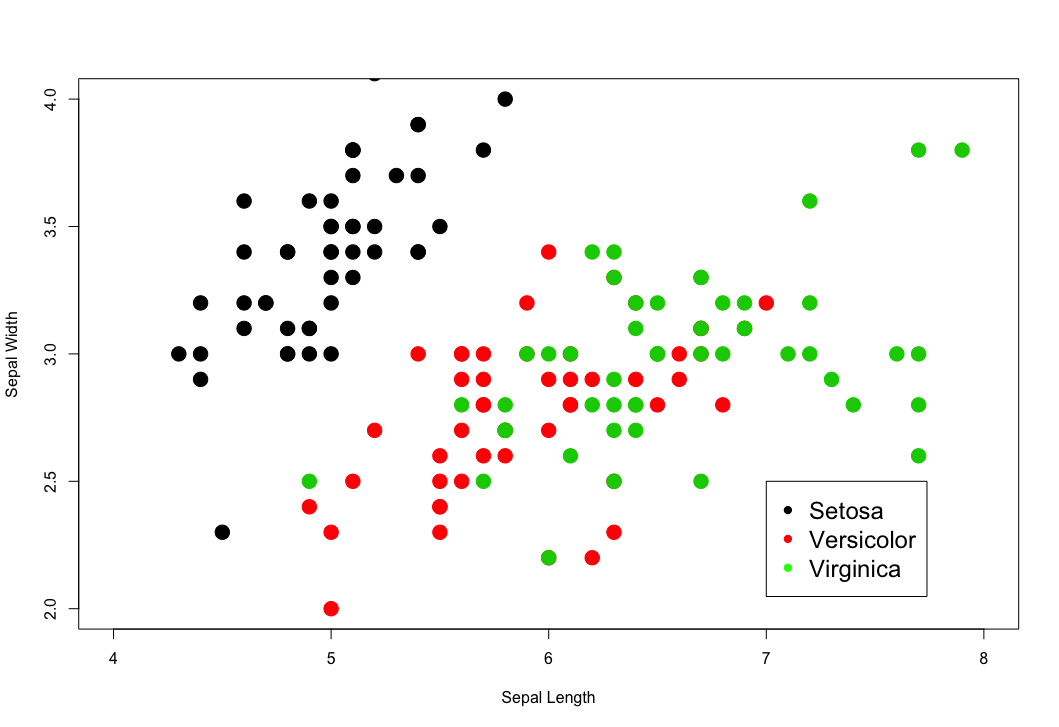 4.0
3.5
3.0
2.5
2.0
Sepal Width
Setosa
Versicolor
Virginica
4 5 6 7 8
Sepal Length